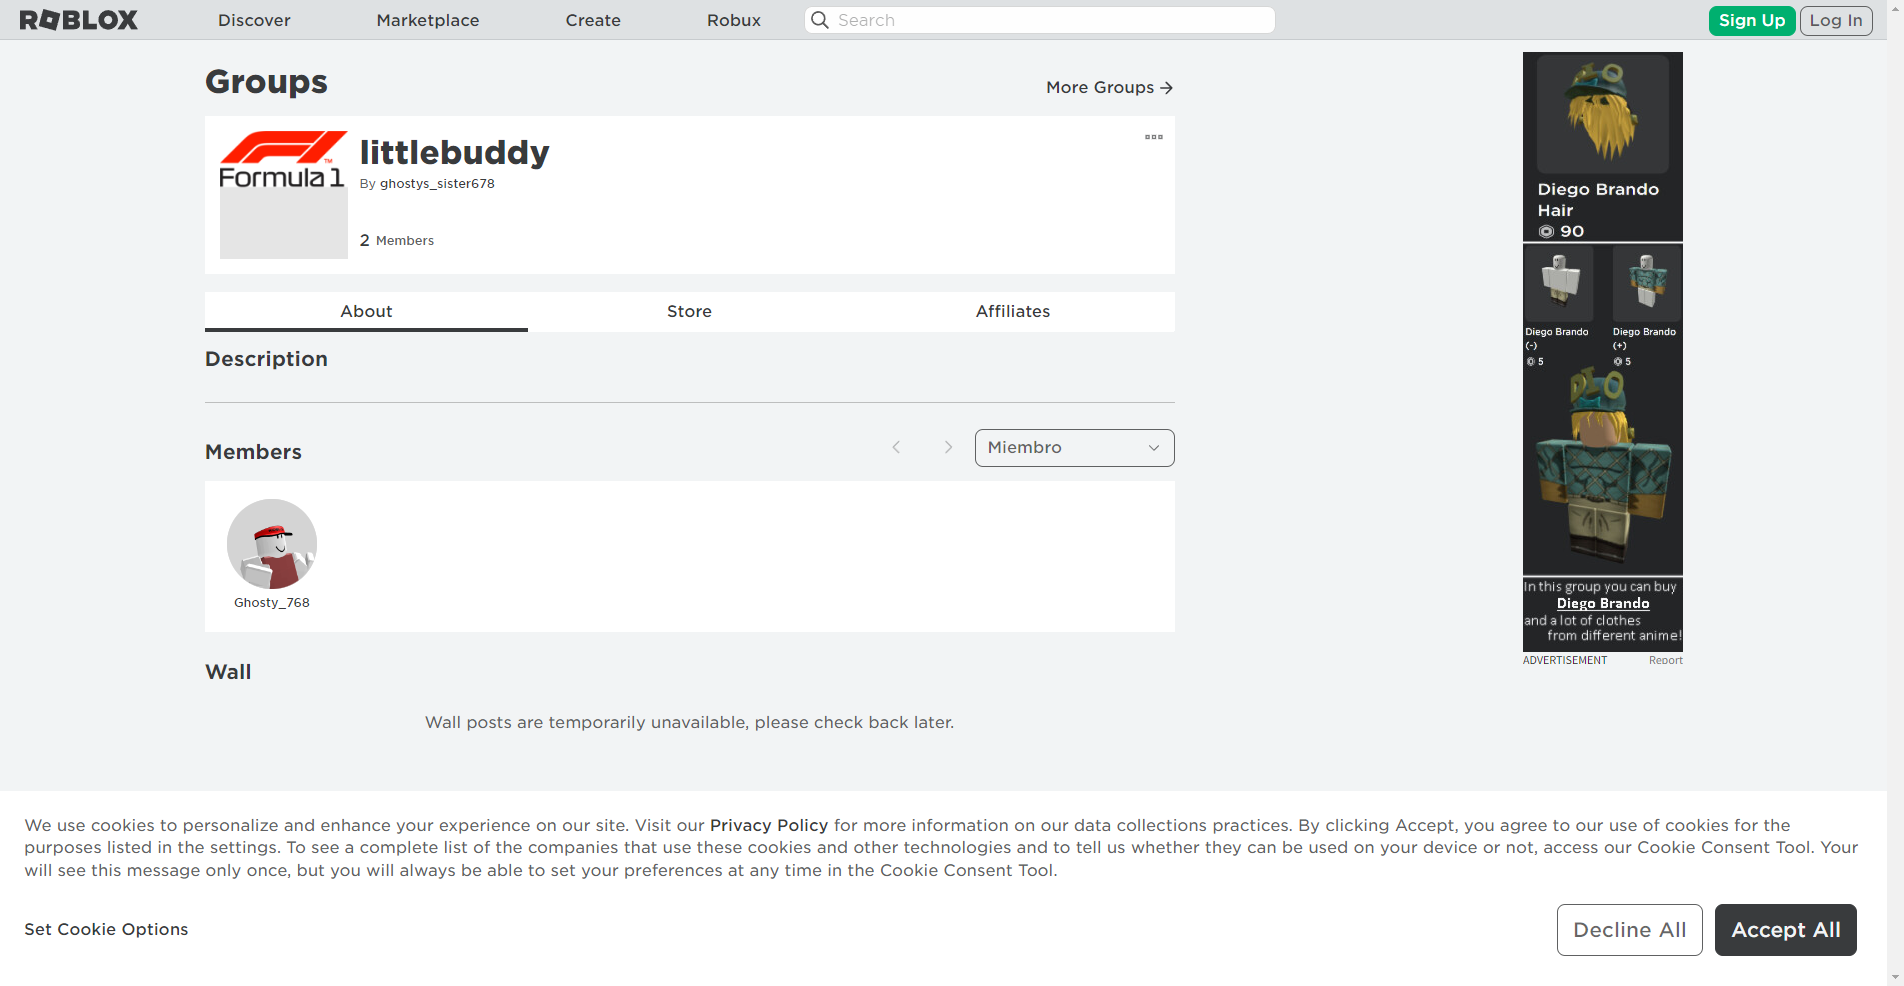 ROBLOX
Discover
Marketplace
Create
Robux
Search
Sign Up
Log In
Groups
More Groups
Formula 1
TM
littlebuddy
By ghostys_sister678
2 Members
About
Store
Affiliates
Description
Members
Miembro
Ghosty_768
Wall
Wall posts are temporarily unavailable, please check back later.
Diego Brando
Hair
90
Diego Brando
(-)
5
Diego Brando
(+)
5
DIO
In this group you can buy
Diego Brando
and a lot of clothes
from different anime!
ADVERTISEMENT
Report
We use cookies to personalize and enhance your experience on our site. Visit our Privacy Policy for more information on our data collections practices. By clicking Accept, you agree to our use of cookies for the
purposes listed in the settings. To see a complete list of the companies that use these cookies and other technologies and to tell us whether they can be used on your device or not, access our Cookie Consent Tool. Your
will see this message only once, but you will always be able to set your preferences at any time in the Cookie Consent Tool.
Set Cookie Options
Decline All
Accept All